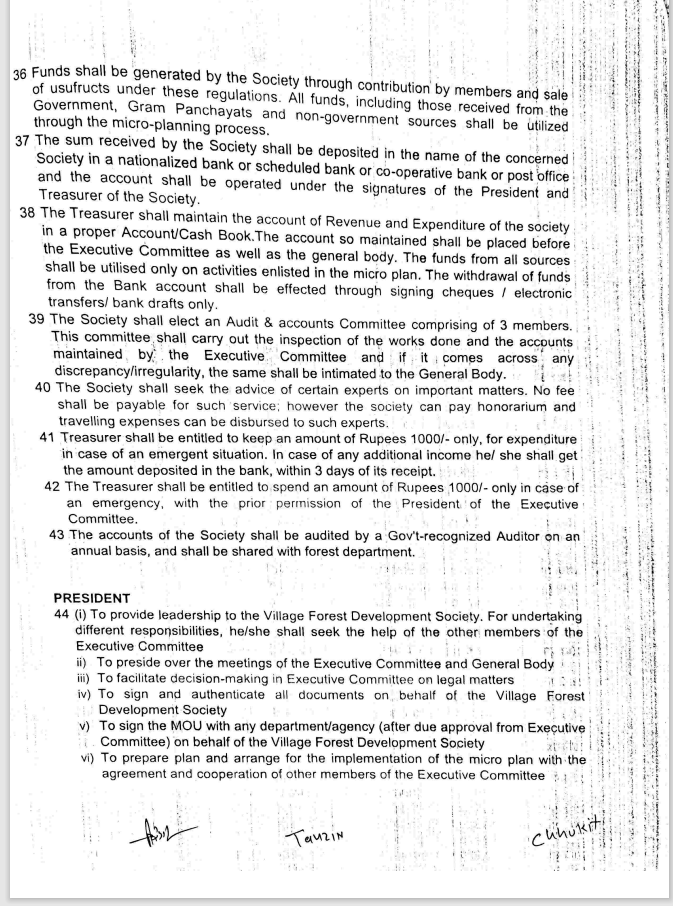 36 Funds shall be generated by the Society through contribution by members and sale
of usufructs under these regulations. All funds, including those received from the
Government, Gram Panchayats and non-government sources shall be utilized
through the micro-planning process.
37 The sum received by the Society shall be deposited in the name of the concerned
Society in a nationalized bank or scheduled bank or co-operative bank or post office
and the account shall be operated under the signatures of the President and
Treasurer of the Society.
38 The Treasurer shall maintain the account of Revenue and Expenditure of the society
in a proper Account/Cash Book.The account so maintained shall be placed before
the Executive Committee as well as the general body. The funds from all sources
shall be utilised only on activities enlisted in the micro plan. The withdrawal of funds
from the Bank account shall be effected through signing cheques / electronic
transfers/ bank drafts only.
39 The Society shall elect an Audit & accounts Committee comprising of 3 members.
This committee shall carry out the inspection of the works done and the accounts
maintained by the Executive Committee and if it comes across any
discrepancy/irregularity, the same shall be intimated to the General Body.
40 The Society shall seek the advice of certain experts on important matters. No fee
shall be payable for such service; however the society can pay honorarium and
travelling expenses can be disbursed to such experts.
41 Treasurer shall be entitled to keep an amount of Rupees 1000/- only, for expenditure
in case of an emergent situation. In case of any additional income he/ she shall get
the amount deposited in the bank, within 3 days of its receipt.
42 The Treasurer shall be entitled to spend an amount of Rupees 1000/- only in case of
an emergency, with the prior permission of the President of the Executive
Committee.
43 The accounts of the Society shall be audited by a Gov't-recognized Auditor on an
annual basis, and shall be shared with forest department.
PRESIDENT
44 (i) To provide leadership to the Village Forest Development Society. For undertaking
different responsibilities, he/she shall seek the help of the other members of the
Executive Committee
ii) To preside over the meetings of the Executive Committee and General Body
iii) To facilitate decision-making in Executive Committee on legal matters
iv) To sign and authenticate all documents on behalf of the Village Forest
Development Society
v) To sign the MOU with any department/agency (after due approval from Executive
Committee) on behalf of the Village Forest Development Society
vi) To prepare plan and arrange for the implementation of the micro plan with the
agreement and cooperation of other members of the Executive Committee
Tanzin Chhukit